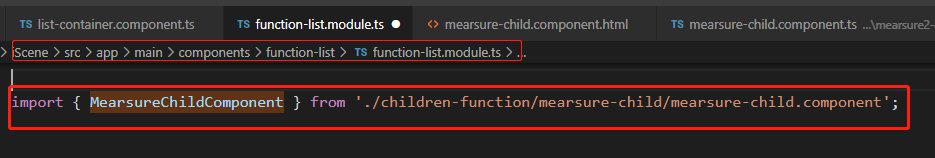 TS list-container.component.ts TS function-list.module.ts ● <> mearsure-child.component.html TS mearsure-child.component.ts ...\mearsure2-
> iScene > src > app > main > components > function-list > TS function-list.module.ts > ...
import { MearsureChildComponent } from './children-function/mearsure-child/mearsure-child.component';